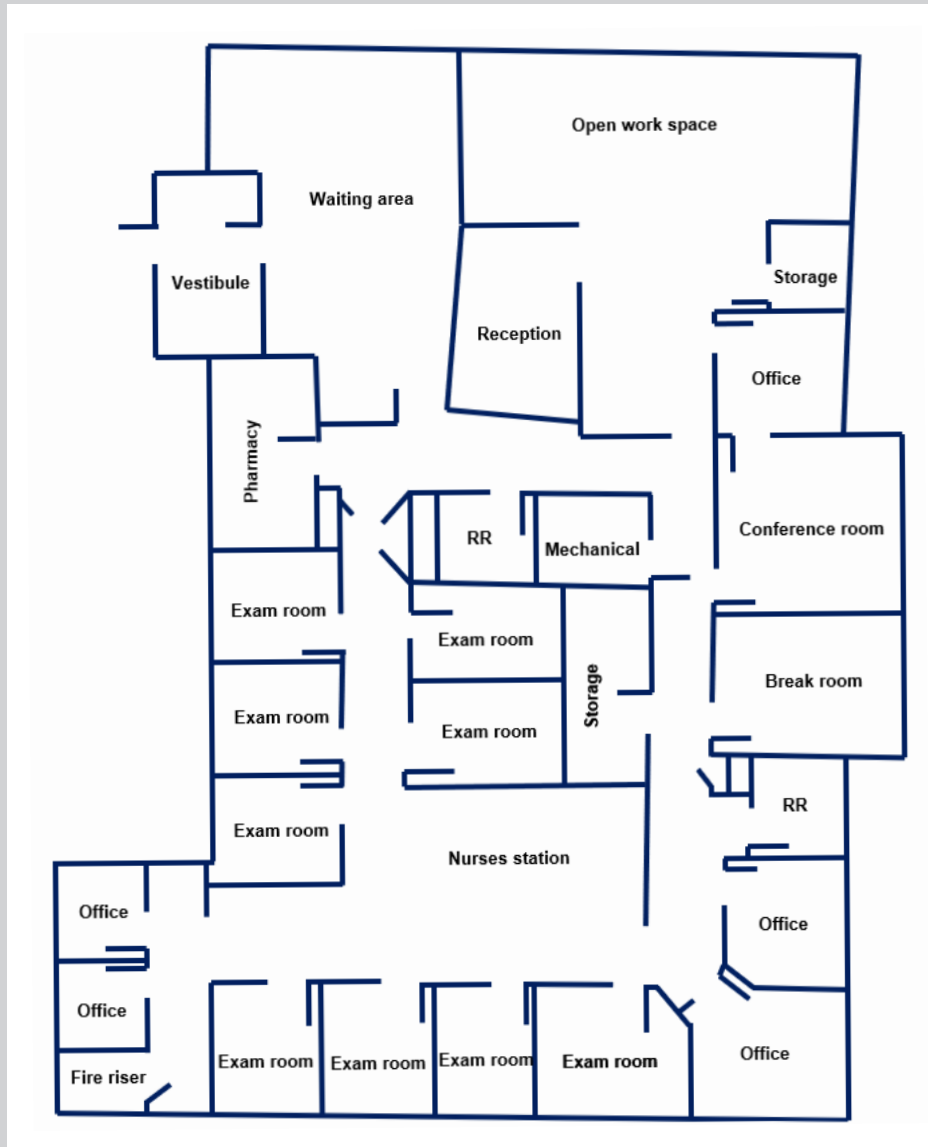 Open work space
Waiting area
Storage
Vestibule
Reception
Office
Pharmacy
Conference room
RR
Mechanical
Exam room
Exam room
Storage
Break room
Exam room
Exam room
RR
Exam room
Nurses station
Office
Office
Office
Office
Exam room
Exam room
Exam room
Exam room
Fire riser